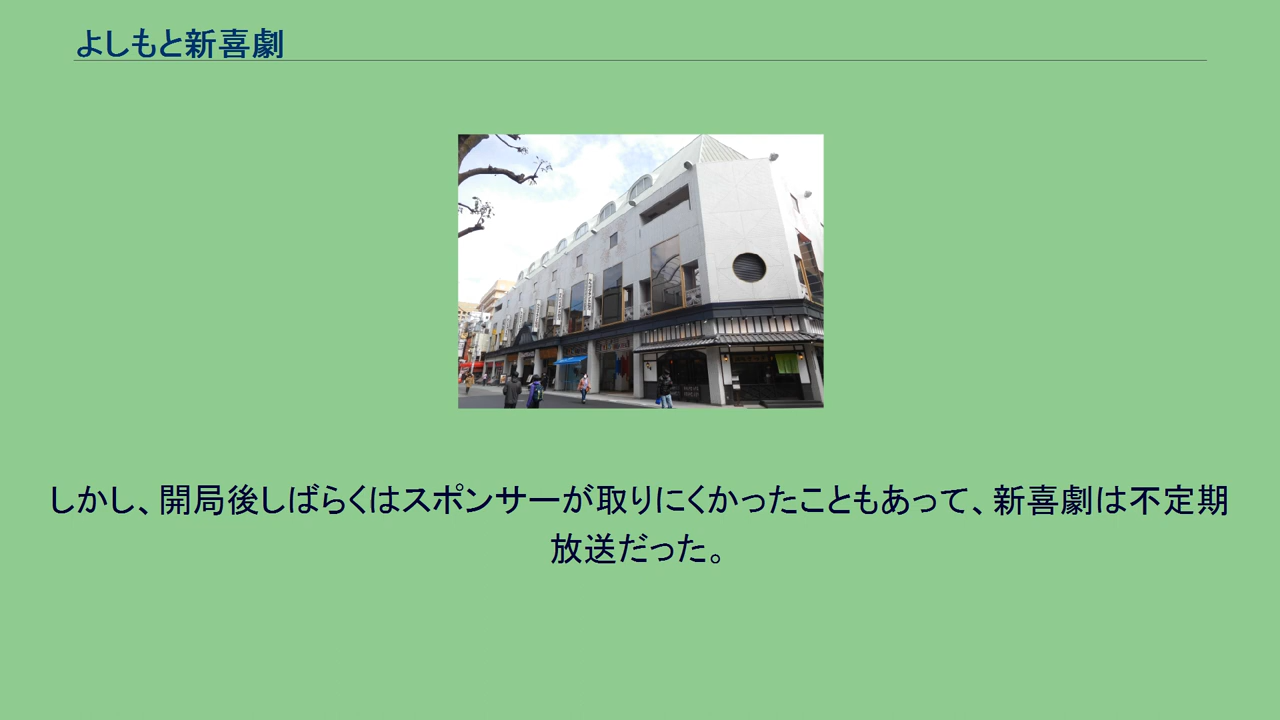 よしもと新喜劇
しかし、開局後しばらくはスポンサーが取りにくかったこともあって、新喜劇は不定期
放送だった。